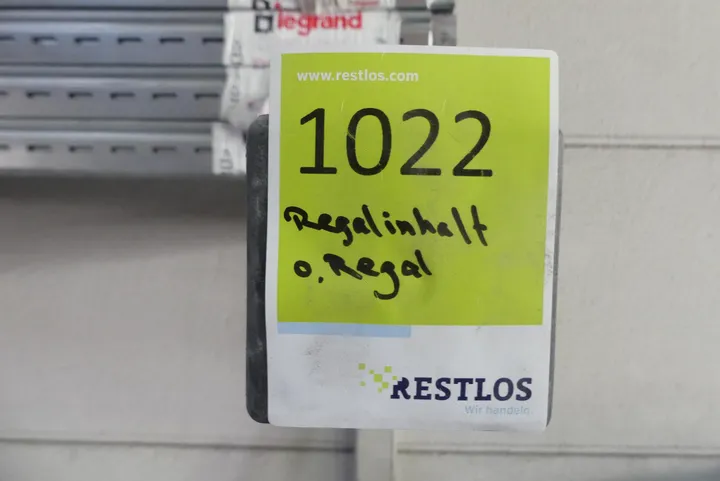 legrand
www.restlos.com
1022
Regalinhalt
o. Regal
RESTLOS
Wir handeln.